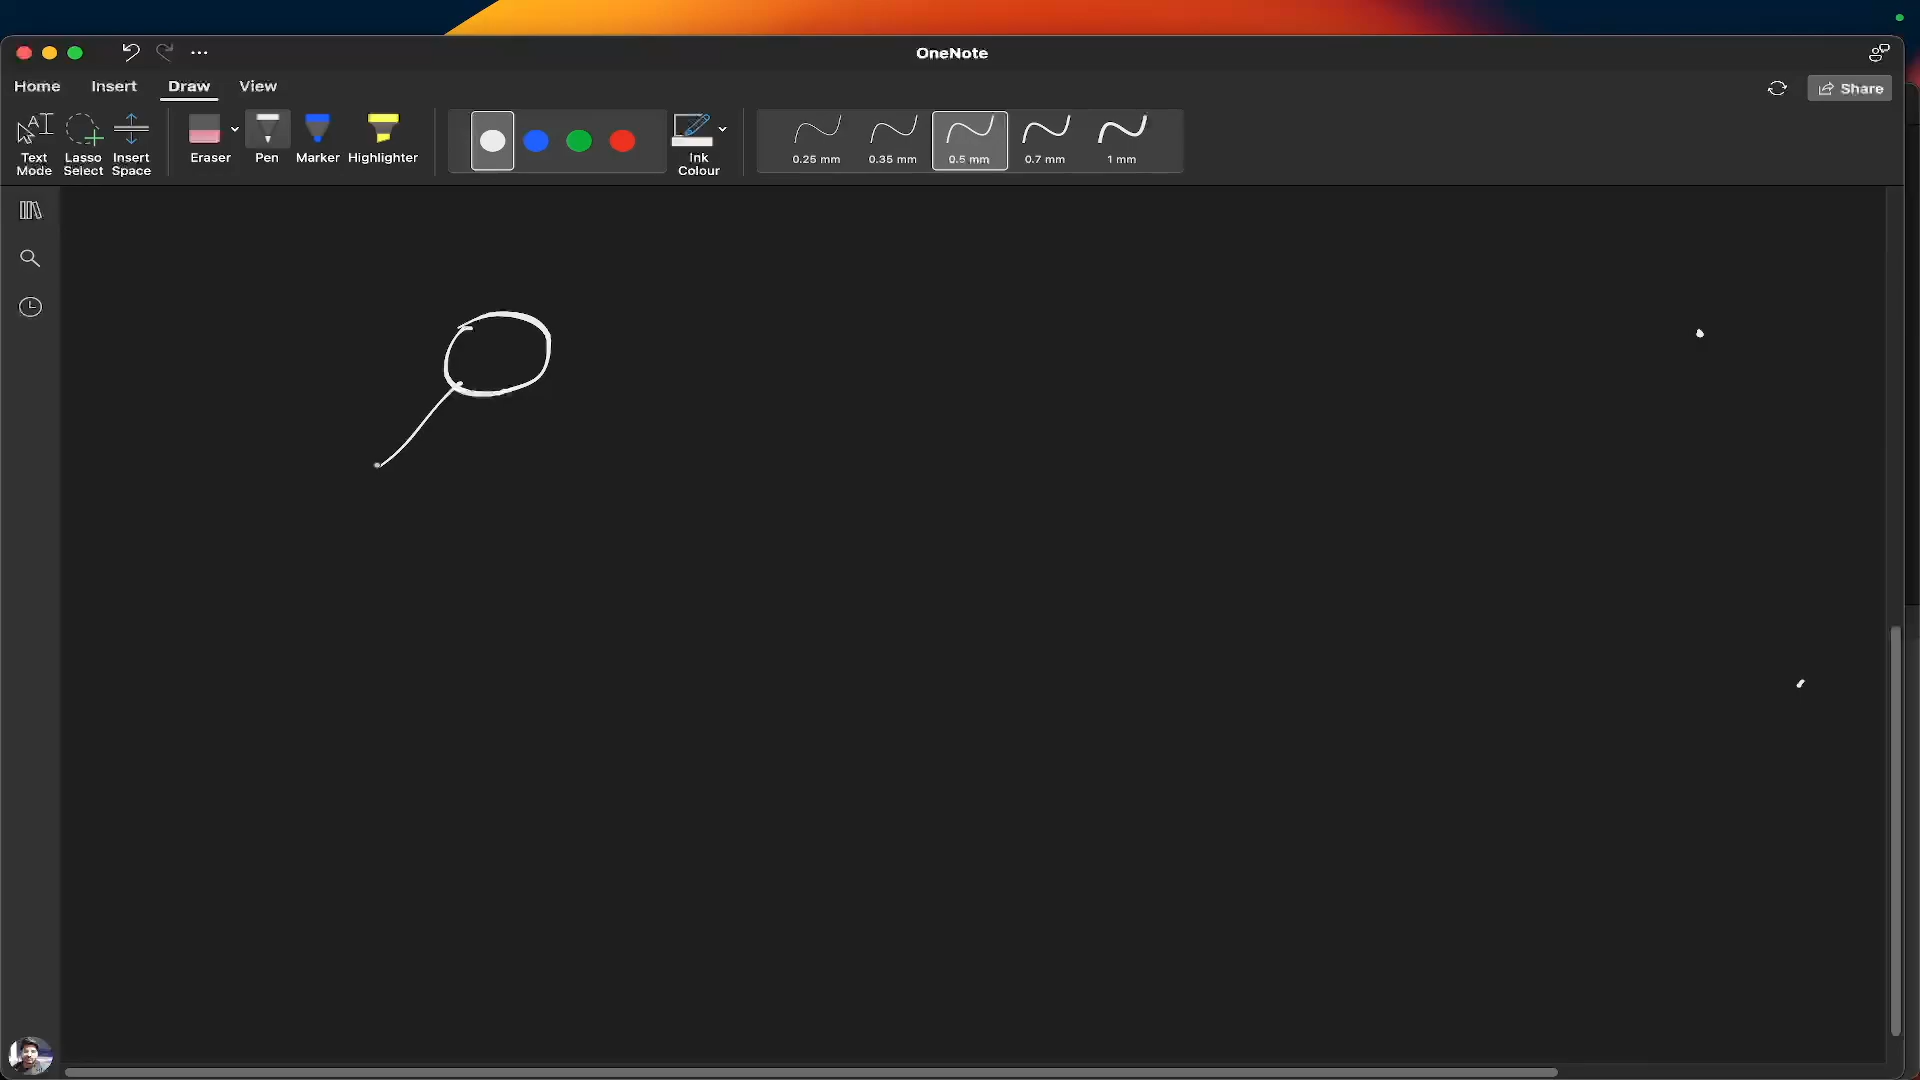 OneNote
Home Insert Draw View
Share
Text Mode
Lasso Select
Insert Space
Eraser
Pen
Marker
Highlighter
Ink Colour
0.25 mm
0.35 mm
0.5 mm
0.7 mm
1 mm